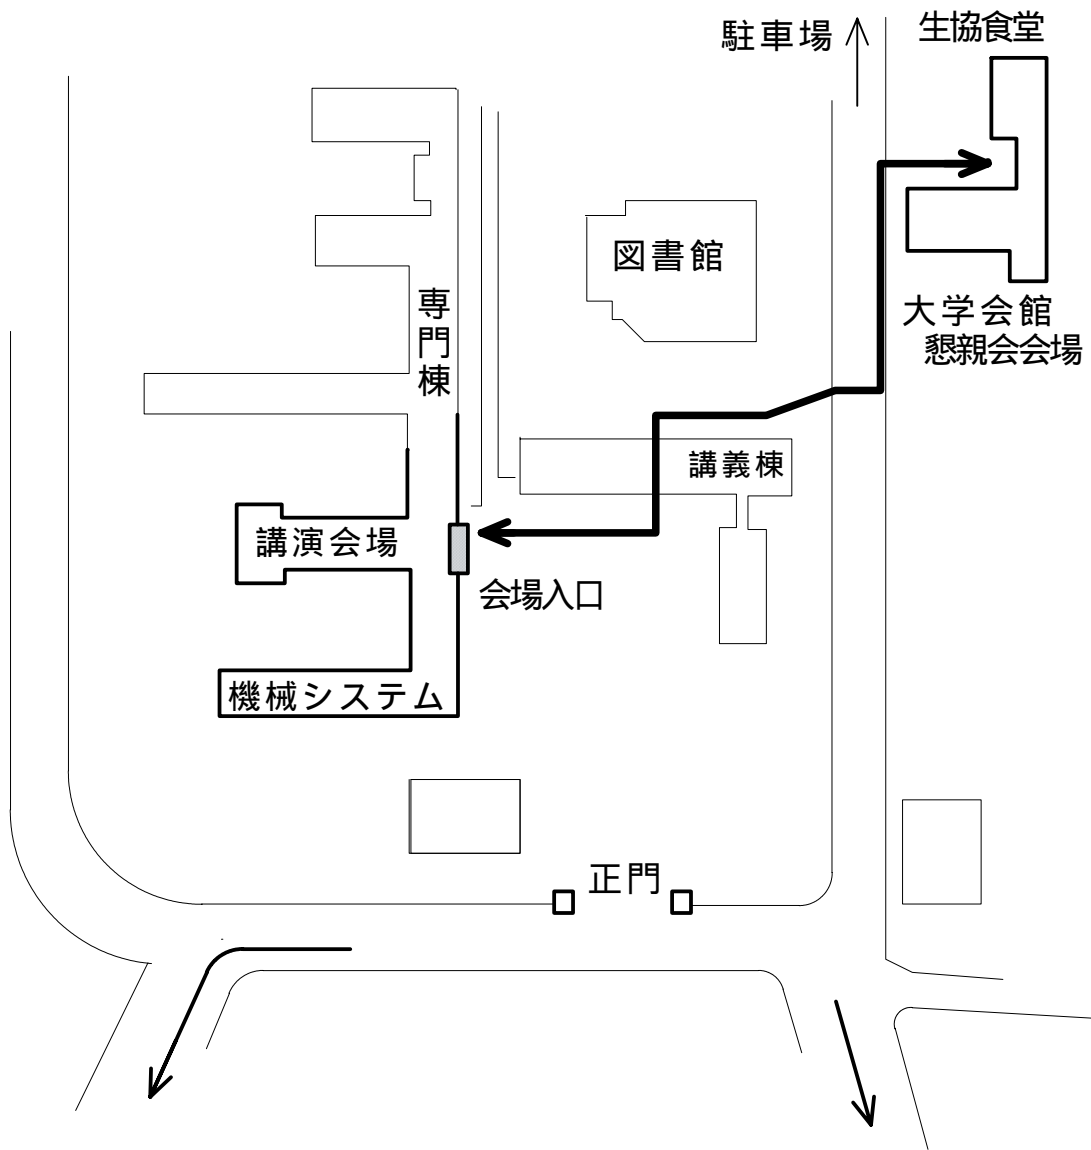 生協食堂
駐車場
図書館
専門棟
大学会館
懇親会会場
講義棟
講演会場
会場入口
機械システム
正門